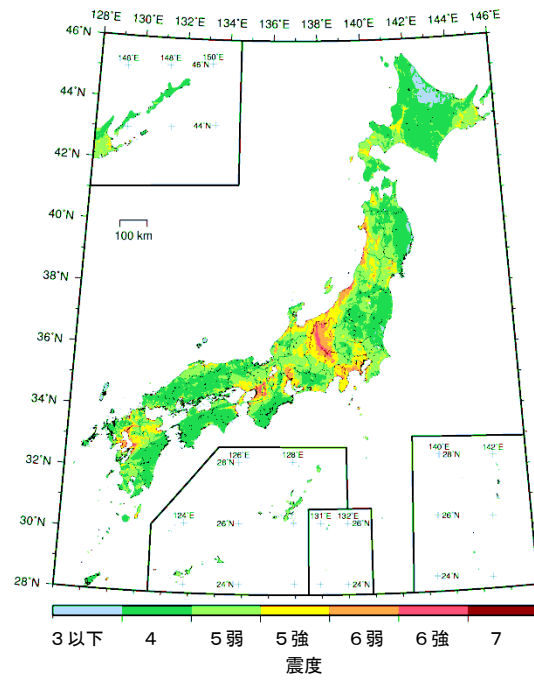 128°E 130°E 132°E 134°E 136°E 138°E 140°E 142°E 144°E 146°E
46°N
146°E 148°E 150°E
46°N
44°N
44°N
42°N
40°N
100 km
38°N
36°N
34°N
32°N
126°E 128°E
28°N
140°E 142°E
28°N
30°N
124°E
26°N
131°E 132°E
26°N
26°N
28°N
24°N
24°N
24°N
3以下 4 5弱 5強 6弱 6強 7
震度